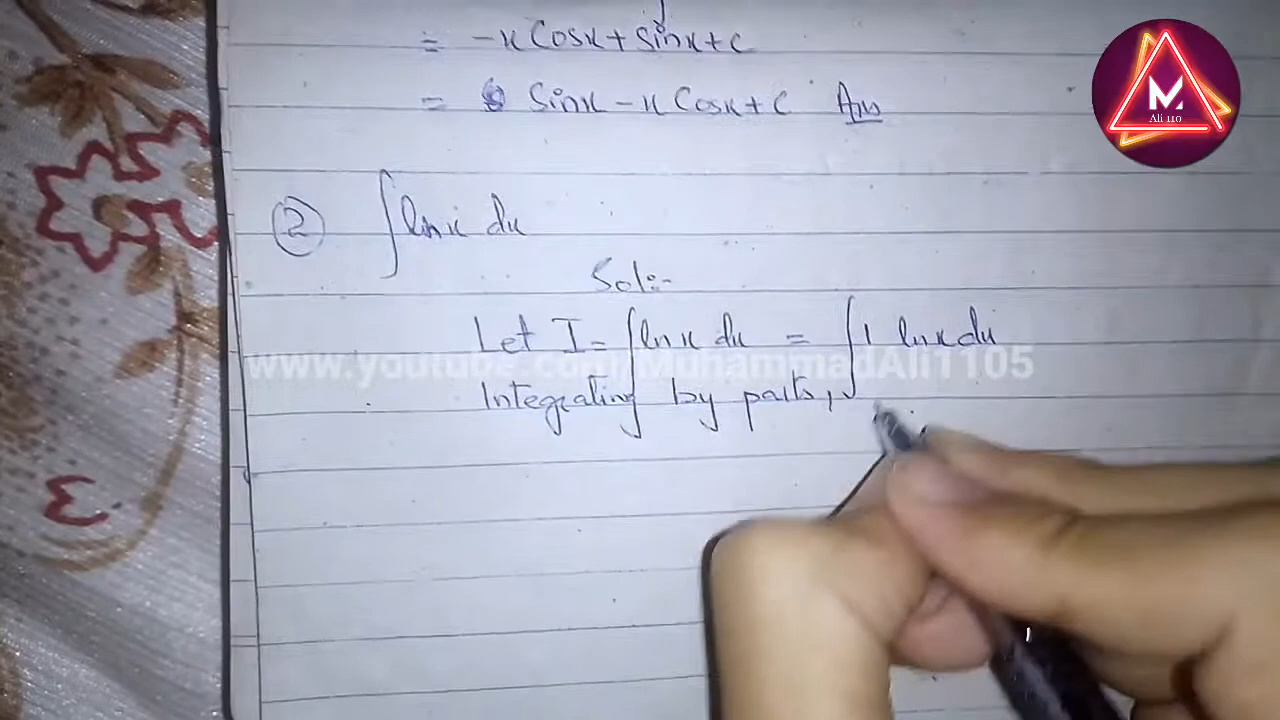 = -x Cosx + Sinx + c
= Sinx - x Cosx + c Ans
M
Ali 110
② ∫ lnx dx
Sol:-
Let I = ∫ lnx dx = ∫ 1 lnx dx
www.youtube.com/MuhammadAli1105
Integrating by parts,